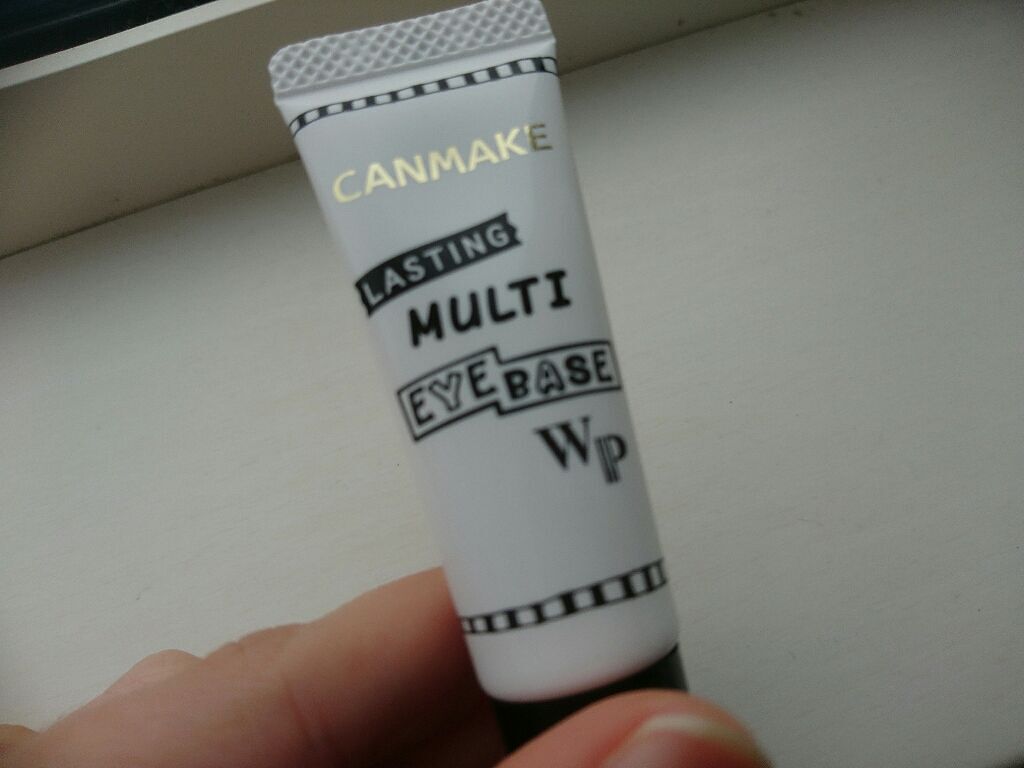 CANMAKE
LASTING
MULTI
EYE BASE
WP